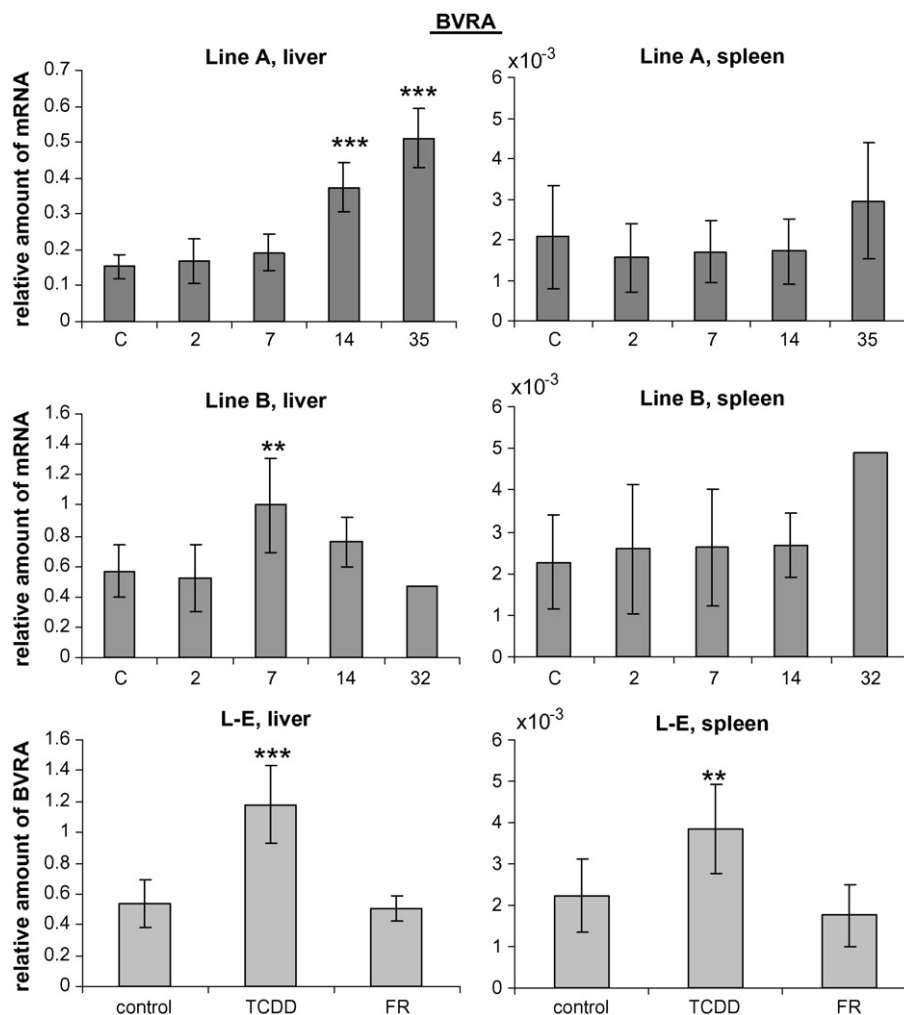 BVRA
Line A, liver
relative amount of mRNA
0.7
0.6
0.5
0.4
0.3
0.2
0.1
0
***
***
C 2 7 14 35
Line A, spleen
x10-3
6
5
4
3
2
1
0
C 2 7 14 35
Line B, liver
relative amount of mRNA
1.6
1.4
1.2
1
0.8
0.6
0.4
0.2
0
**
C 2 7 14 32
Line B, spleen
x10-3
6
5
4
3
2
1
0
C 2 7 14 32
L-E, liver
relative amount of BVRA
1.6
1.4
1.2
1
0.8
0.6
0.4
0.2
0
***
control TCDD FR
L-E, spleen
x10-3
6
5
4
3
2
1
0
**
control TCDD FR